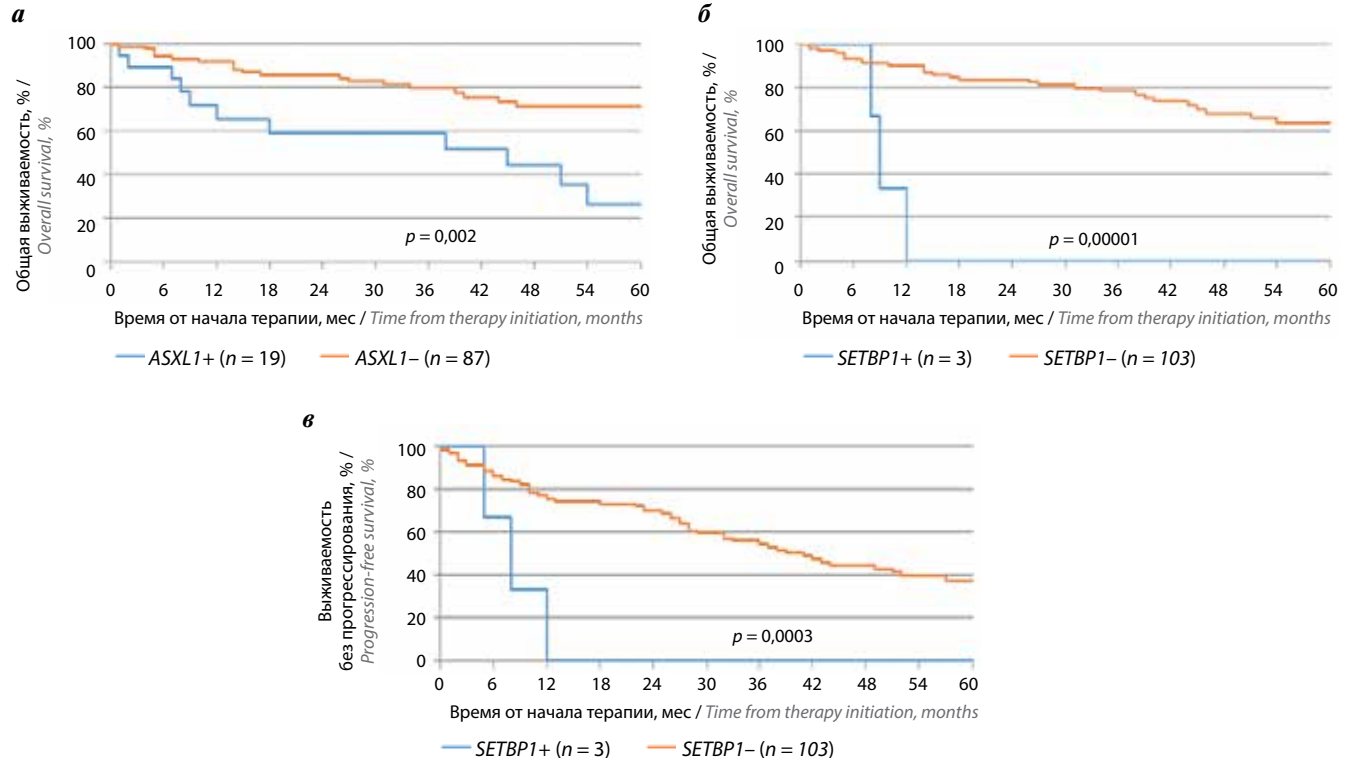 а
Общая выживаемость, % /
Overall survival, %
100
80
60
40
20
0
p = 0,002
0 6 12 18 24 30 36 42 48 54 60
Время от начала терапии, мес / Time from therapy initiation, months
ASXL1+ (n = 19) ASXL1– (n = 87)
б
Общая выживаемость, % /
Overall survival, %
100
80
60
40
20
0
p = 0,00001
0 6 12 18 24 30 36 42 48 54 60
Время от начала терапии, мес / Time from therapy initiation, months
SETBP1+ (n = 3) SETBP1– (n = 103)
в
Выживаемость
без прогрессирования, % /
Progression-free survival, %
100
80
60
40
20
0
p = 0,0003
0 6 12 18 24 30 36 42 48 54 60
Время от начала терапии, мес / Time from therapy initiation, months
SETBP1+ (n = 3) SETBP1– (n = 103)